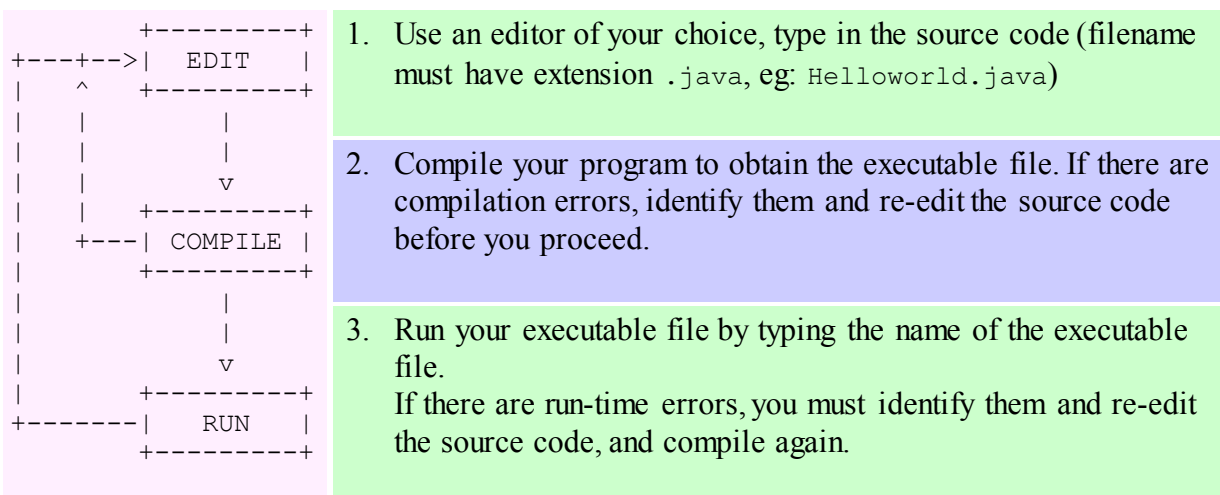 +---------+
+---+-->|  EDIT   |
|   ^   +---------+
|   |        |
|   |        |
|   |        v
|   |   +---------+
|   +---| COMPILE |
|       +---------+
|            |
|            |
|            v
|       +---------+
+-------|   RUN   |
        +---------+
1. Use an editor of your choice, type in the source code (filename
must have extension .java, eg: Helloworld.java)
2. Compile your program to obtain the executable file. If there are
compilation errors, identify them and re-edit the source code
before you proceed.
3. Run your executable file by typing the name of the executable
file.
If there are run-time errors, you must identify them and re-edit
the source code, and compile again.